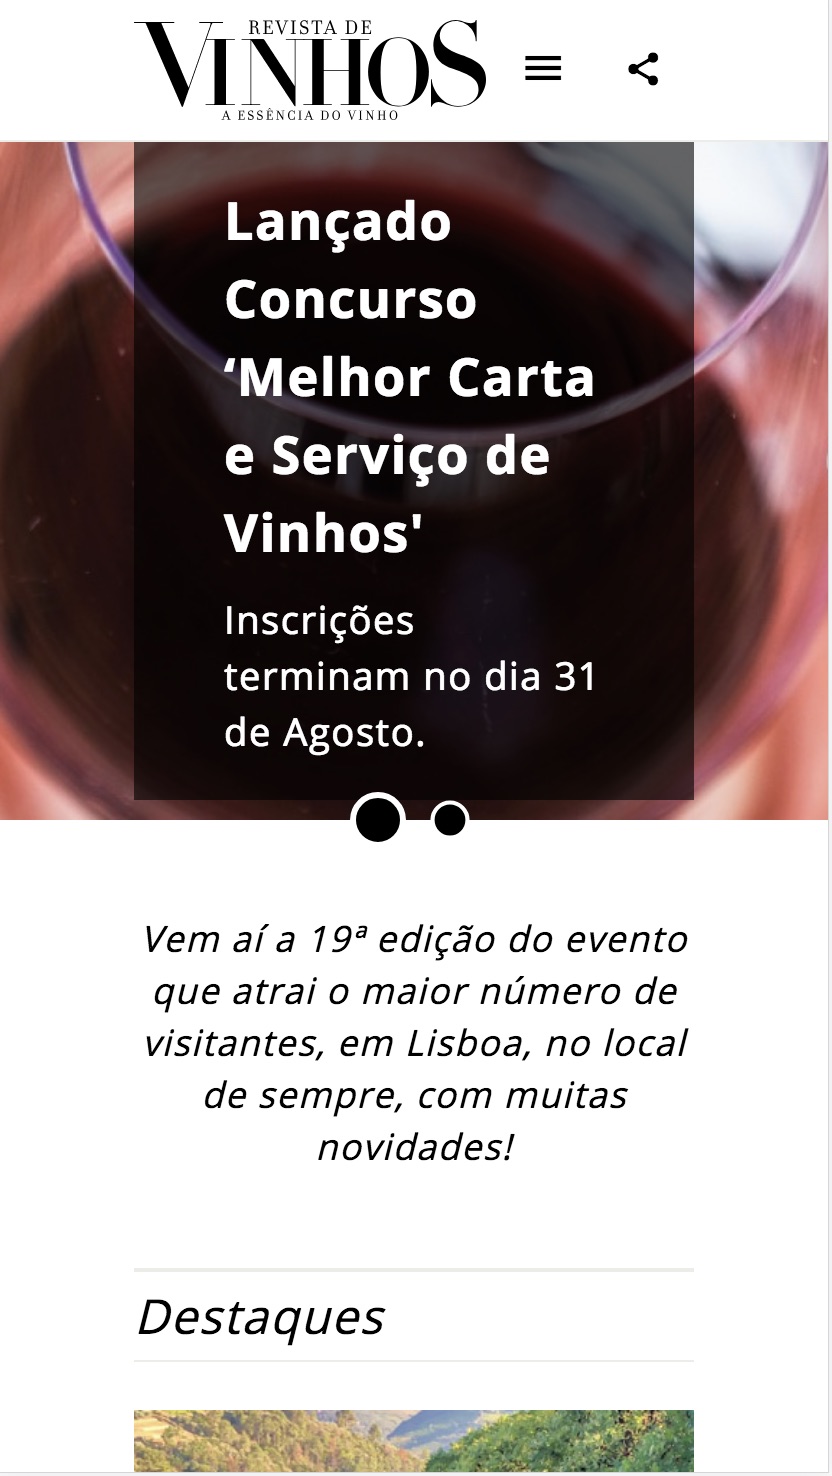 REVISTA DE
VINHOS
A ESSÊNCIA DO VINHO
Lançado
Concurso
‘Melhor Carta
e Serviço de
Vinhos'
Inscrições
terminam no dia 31
de Agosto.
Vem aí a 19ª edição do evento
que atrai o maior número de
visitantes, em Lisboa, no local
de sempre, com muitas
novidades!
Destaques